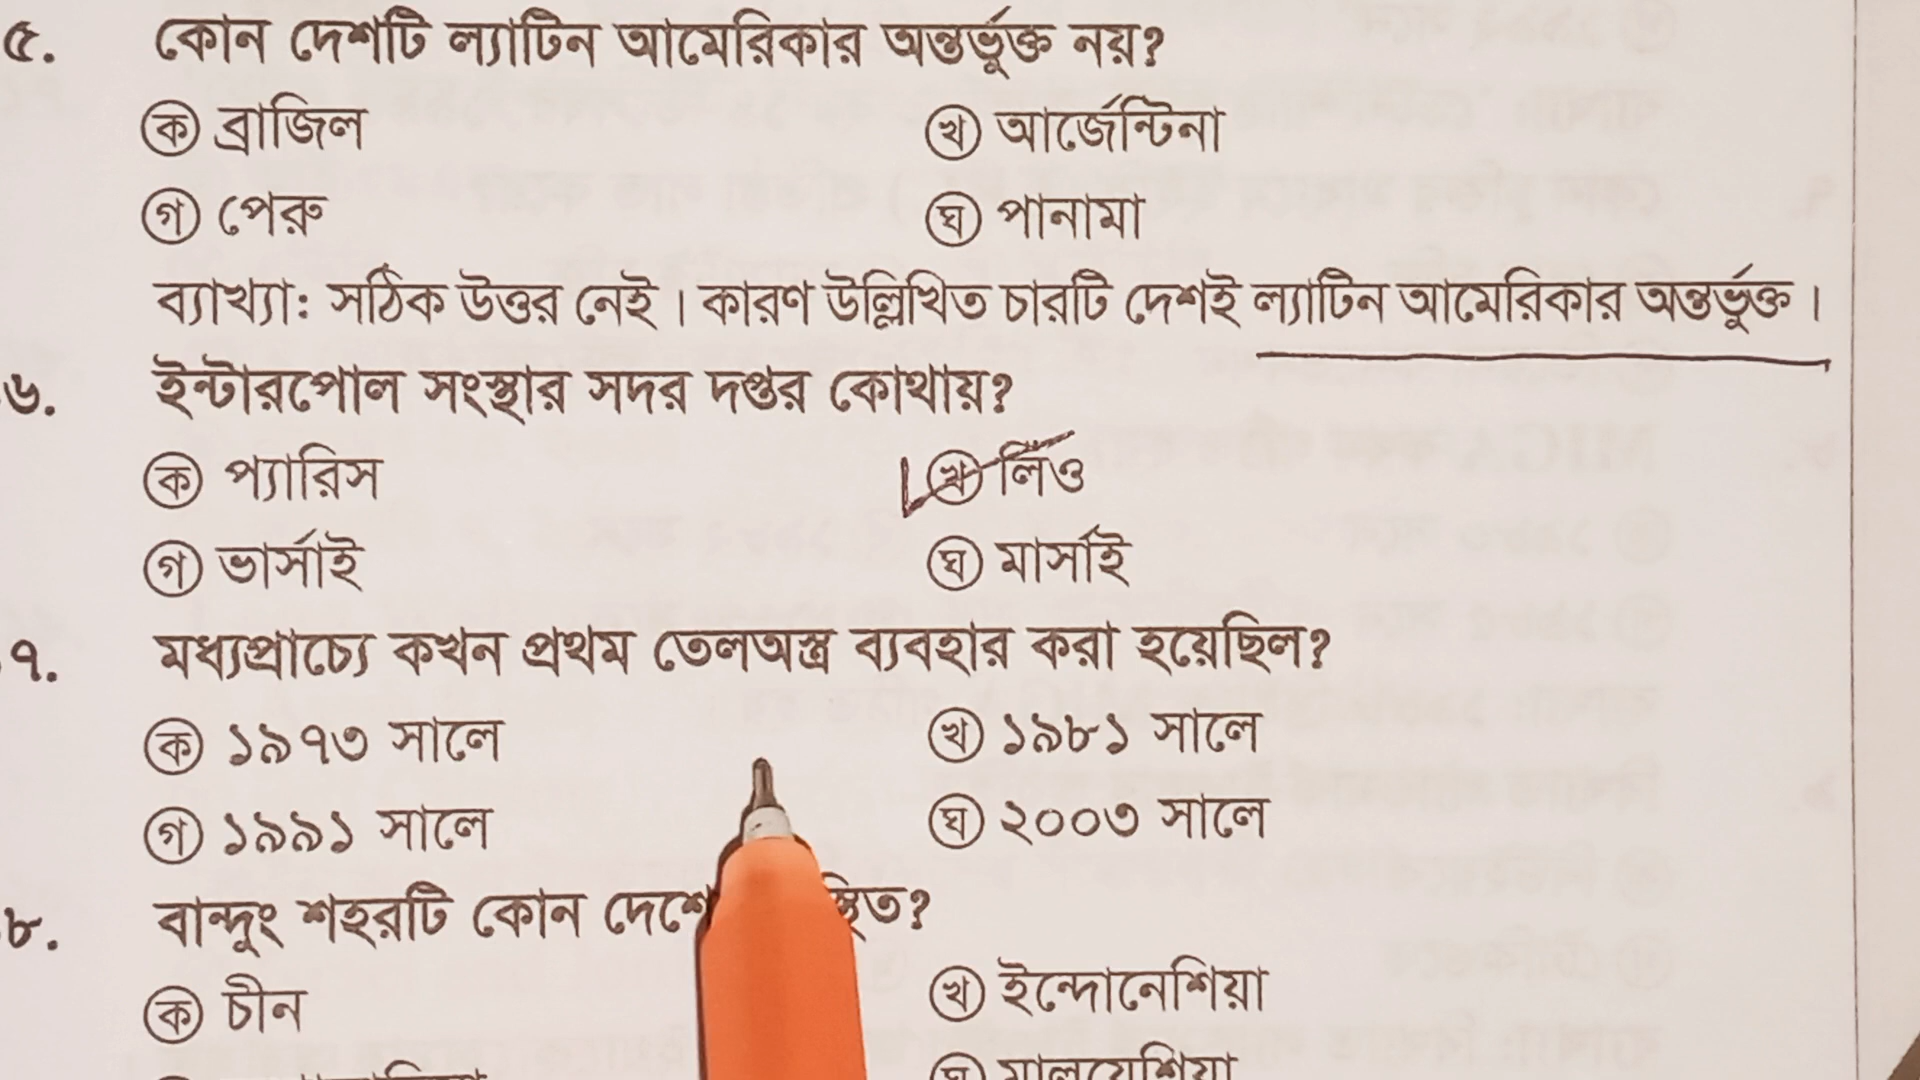 ৫. কোন দেশটি ল্যাটিন আমেরিকার অন্তর্ভুক্ত নয়?
ক ব্রাজিল খ আর্জেন্টিনা
গ পেরু ঘ পানামা
ব্যাখ্যা: সঠিক উত্তর নেই। কারণ উল্লিখিত চারটি দেশই ল্যাটিন আমেরিকার অন্তর্ভুক্ত।
৬. ইন্টারপোল সংস্থার সদর দপ্তর কোথায়?
ক প্যারিস খ লিওঁ
গ ভার্সাই ঘ মার্সাই
৭. মধ্যপ্রাচ্যে কখন প্রথম তেলঅস্ত্র ব্যবহার করা হয়েছিল?
ক ১৯৭৩ সালে খ ১৯৮১ সালে
গ ১৯৯১ সালে ঘ ২০০৩ সালে
৮. বান্দুং শহরটি কোন দেশে
ক চীন খ ইন্দোনেশিয়া
ঘ মালয়েশিয়া